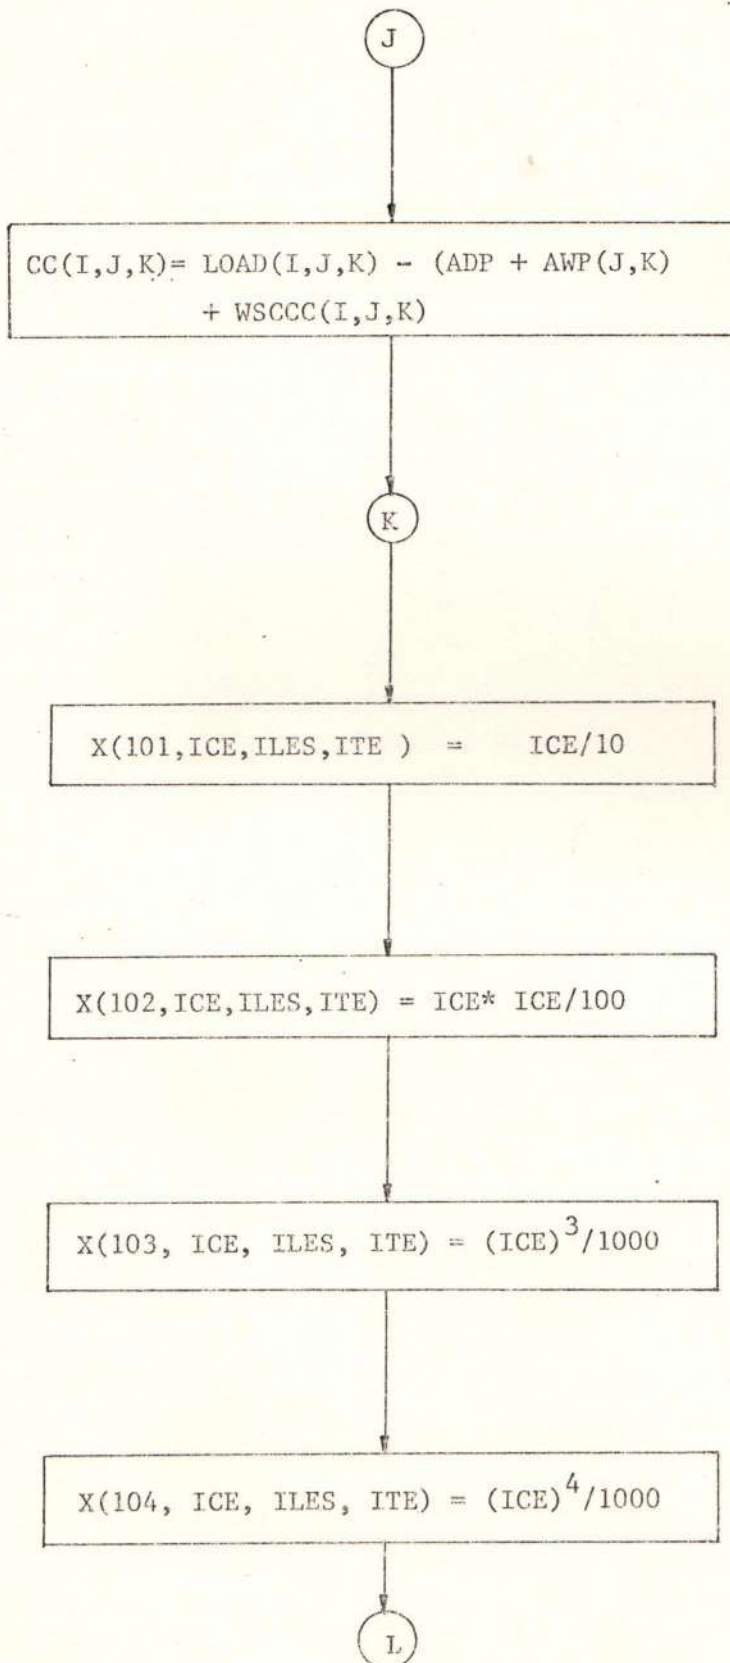 J
CC(I,J,K)= LOAD(I,J,K) - (ADP + AWP(J,K)
+ WSCCC(I,J,K)
K
X(101,ICE,ILES,ITE ) = ICE/10
X(102,ICE,ILES,ITE) = ICE* ICE/100
X(103, ICE, ILES, ITE) = (ICE)³/1000
X(104, ICE, ILES, ITE) = (ICE)⁴/1000
L